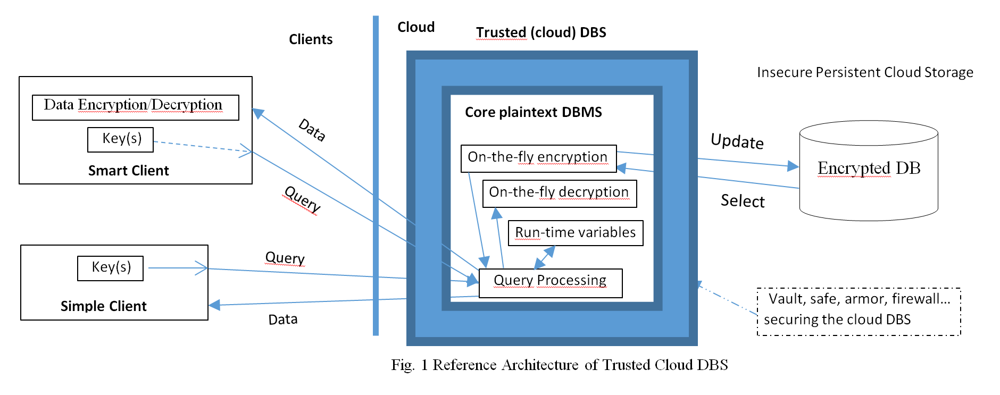 Clients
Cloud
Trusted (cloud) DBS
Insecure Persistent Cloud Storage
Data Encryption/Decryption
Key(s)
Smart Client
Data
Query
Key(s)
Simple Client
Query
Data
Core plaintext DBMS
On-the-fly encryption
On-the-fly decryption
Run-time variables
Query Processing
Update
Select
Encrypted DB
Vault, safe, armor, firewall...
securing the cloud DBS
Fig. 1 Reference Architecture of Trusted Cloud DBS